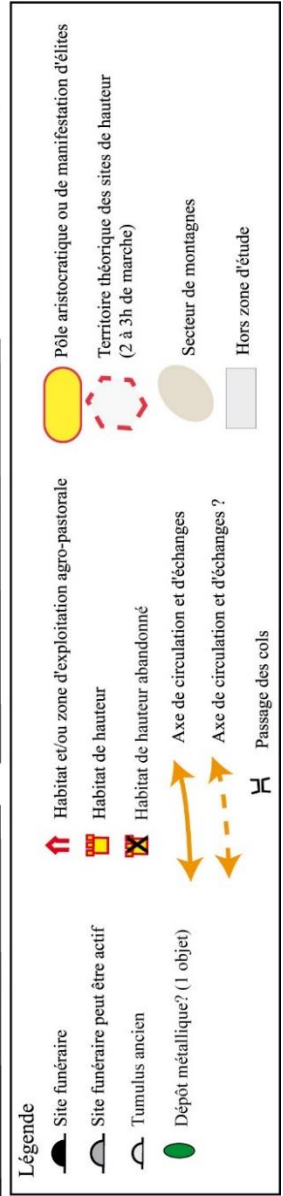 Légende
Site funéraire
Site funéraire peut être actif
Tumulus ancien
Dépôt métallique? (1 objet)
Habitat et/ou zone d'exploitation agro-pastorale
Habitat de hauteur
Habitat de hauteur abandonné
Axe de circulation et d'échanges
Axe de circulation et d'échanges ?
Passage des cols
Pôle aristocratique ou de manifestation d'élites
Territoire théorique des sites de hauteur
(2 à 3h de marche)
Secteur de montagnes
Hors zone d'étude